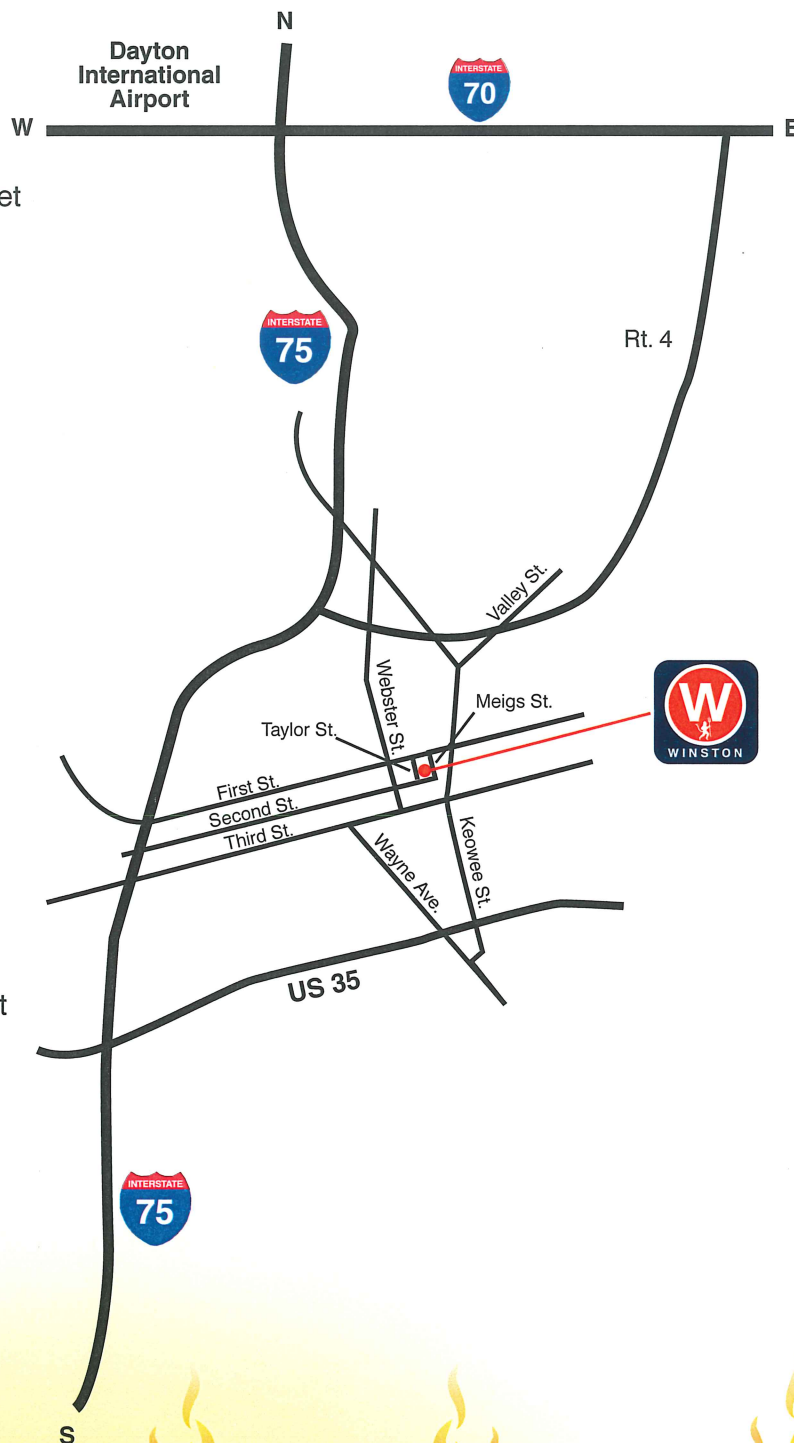 N
Dayton
International
Airport
INTERSTATE
70
W
E
et
INTERSTATE
75
Rt. 4
Valley St.
Webster St.
Meigs St.
Taylor St.
W
WINSTON
First St.
Second St.
Third St.
Wayne Ave.
Keowee St.
US 35
t
INTERSTATE
75
S